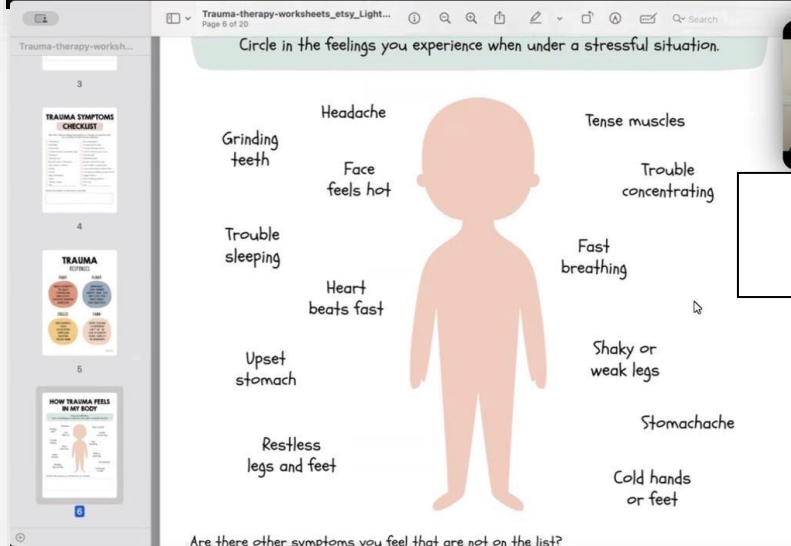 Trauma-therapy-worksheets_etsy_Light...
Page 6 of 20
Search
Trauma-therapy-worksh...
3
TRAUMA SYMPTOMS
CHECKLIST
4
TRAUMA
RESPONSES
5
HOW TRAUMA FEELS
IN MY BODY
6
Circle in the feelings you experience when under a stressful situation.
Headache
Tense muscles
Grinding
teeth
Face
feels hot
Trouble
concentrating
Trouble
sleeping
Fast
breathing
Heart
beats fast
Shaky or
weak legs
Upset
stomach
Stomachache
Restless
legs and feet
Cold hands
or feet
Are there other symptoms you feel that are not on the list?